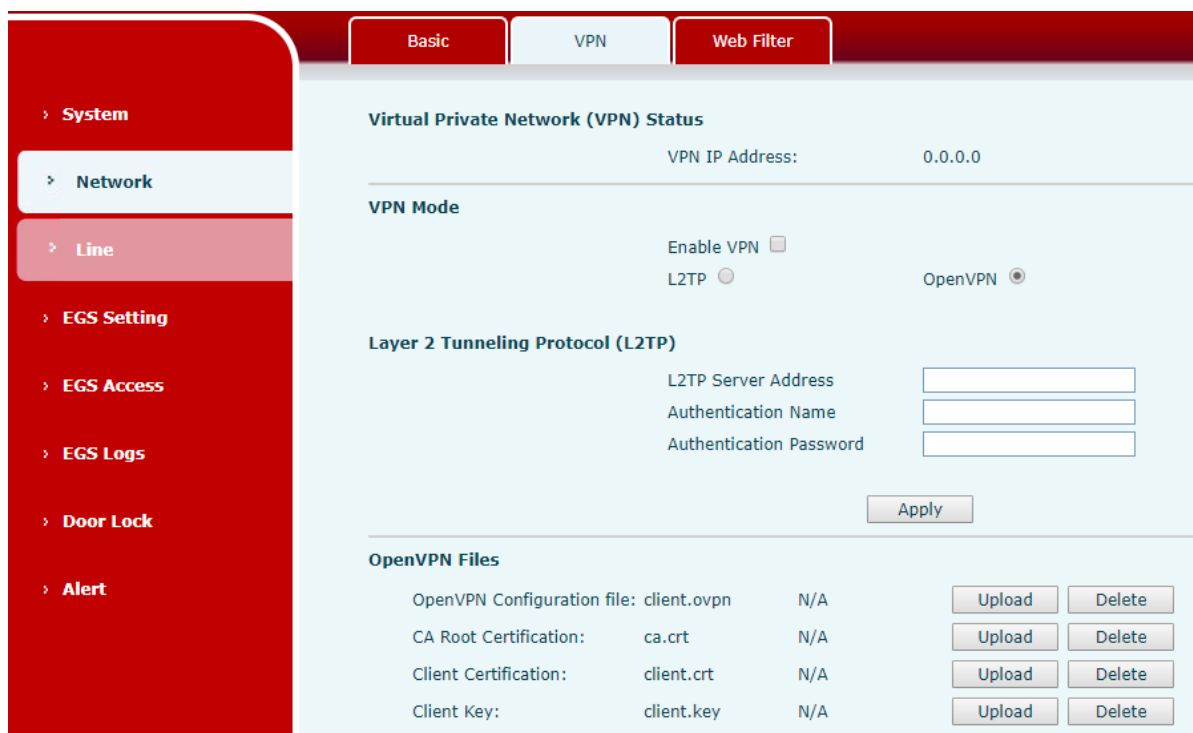 Basic VPN Web Filter
System
Network
Line
EGS Setting
EGS Access
EGS Logs
Door Lock
Alert
Virtual Private Network (VPN) Status
VPN IP Address: 0.0.0.0
VPN Mode
Enable VPN
L2TP OpenVPN
Layer 2 Tunneling Protocol (L2TP)
L2TP Server Address
Authentication Name
Authentication Password
Apply
OpenVPN Files
OpenVPN Configuration file: client.ovpn N/A Upload Delete
CA Root Certification: ca.crt N/A Upload Delete
Client Certification: client.crt N/A Upload Delete
Client Key: client.key N/A Upload Delete